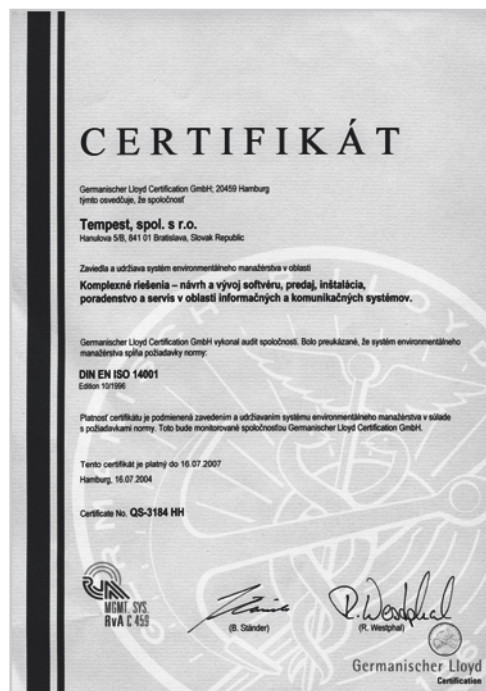 CERTIFIKÁT
Germanischer Lloyd Certification GmbH; 20459 Hamburg
týmto osvedčuje, že spoločnosť
Tempest, spol. s r.o.
Hanulova 5/B, 841 01 Bratislava, Slovak Republic
Zaviedla a udržiava systém environmentálneho manažérstva v oblasti
Komplexné riešenia – návrh a vývoj softvéru, predaj, inštalácia,
poradenstvo a servis v oblasti informačných a komunikačných systémov.
Germanischer Lloyd Certification GmbH vykonal audit spoločnosti. Bolo preukázané, že systém environmentálneho
manažérstva spĺňa požiadavky normy:
DIN EN ISO 14001
Edition 10/1996
Platnosť certifikátu je podmienená zavedením a udržiavaním systému environmentálneho manažérstva v súlade
s požiadavkami normy. Toto bude monitorované spoločnosťou Germanischer Lloyd Certification GmbH.
Tento certifikát je platný do 16.07.2007
Hamburg, 16.07.2004
Certificate No. QS-3184 HH
MGMT. SYS.
RvA C 459
(B. Ständer)
R. Westphal
(R. Westphal)
Germanischer Lloyd
Certification